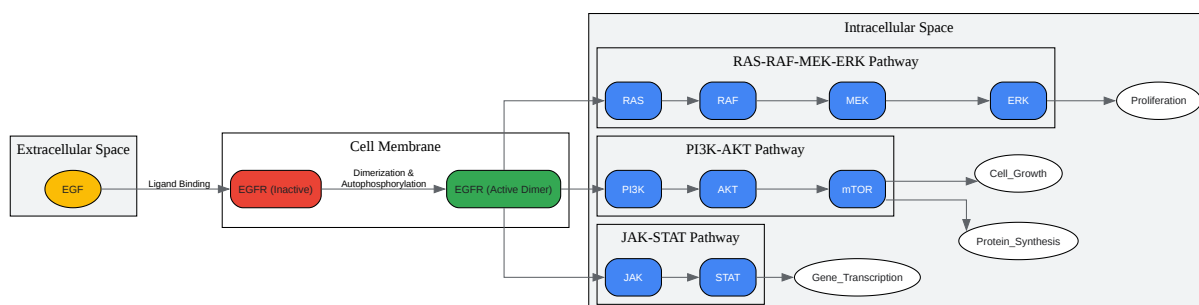 Intracellular Space
RAS-RAF-MEK-ERK Pathway
RAS
RAF
MEK
ERK
Proliferation
Extracellular Space
EGF
Ligand Binding
Cell Membrane
EGFR (Inactive)
Dimerization &
Autophosphorylation
EGFR (Active Dimer)
PI3K-AKT Pathway
PI3K
AKT
mTOR
Cell_Growth
Protein_Synthesis
JAK-STAT Pathway
JAK
STAT
Gene_Transcription